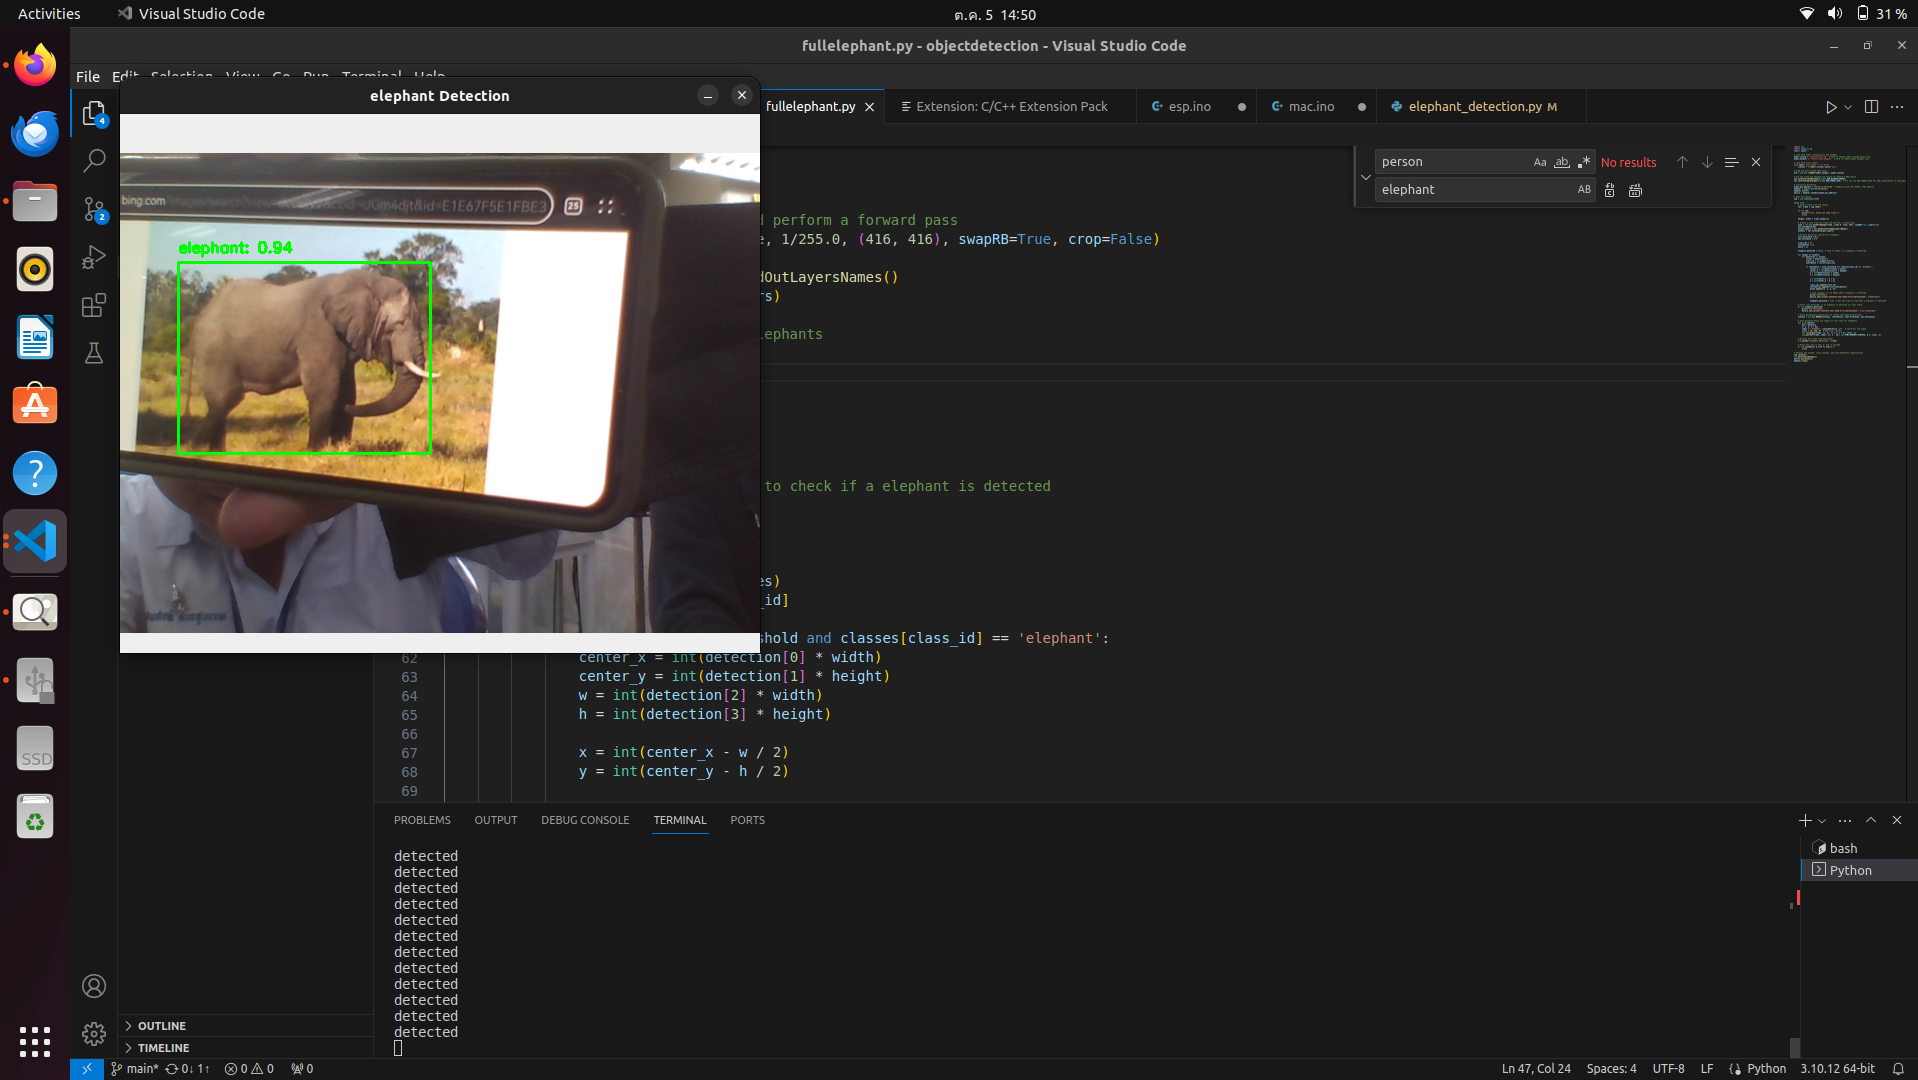 Activities
Visual Studio Code
ต.ค. 5 14:50
31 %
fullelephant.py - objectdetection - Visual Studio Code
File Edit Selection View Go Run Terminal Help
elephant Detection
fullelephant.py
Extension: C/C++ Extension Pack
esp.ino
mac.ino
elephant_detection.py M
person
Aa
ab
No results
elephant
AB
bing.com
25
elephant: 0.94
d perform a forward pass
e, 1/255.0, (416, 416), swapRB=True, crop=False)
dOutLayersNames()
rs)
lephants
to check if a elephant is detected
es)
_id]
shold and classes[class_id] == 'elephant':
62 center_x = int(detection[0] * width)
63 center_y = int(detection[1] * height)
64 w = int(detection[2] * width)
65 h = int(detection[3] * height)
66
67 x = int(center_x - w / 2)
68 y = int(center_y - h / 2)
69
4
2
SSD
PROBLEMS OUTPUT DEBUG CONSOLE TERMINAL PORTS
detected
detected
detected
detected
detected
detected
detected
detected
detected
detected
detected
detected
bash
Python
OUTLINE
TIMELINE
main* 0↓ 1↑ 0 0 0
Ln 47, Col 24 Spaces: 4 UTF-8 LF Python 3.10.12 64-bit